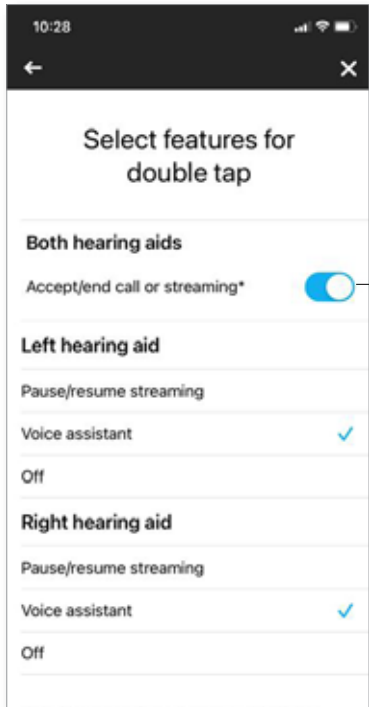 10:28
Select features for
double tap
Both hearing aids
Accept/end call or streaming*
Left hearing aid
Pause/resume streaming
Voice assistant
Off
Right hearing aid
Pause/resume streaming
Voice assistant
Off